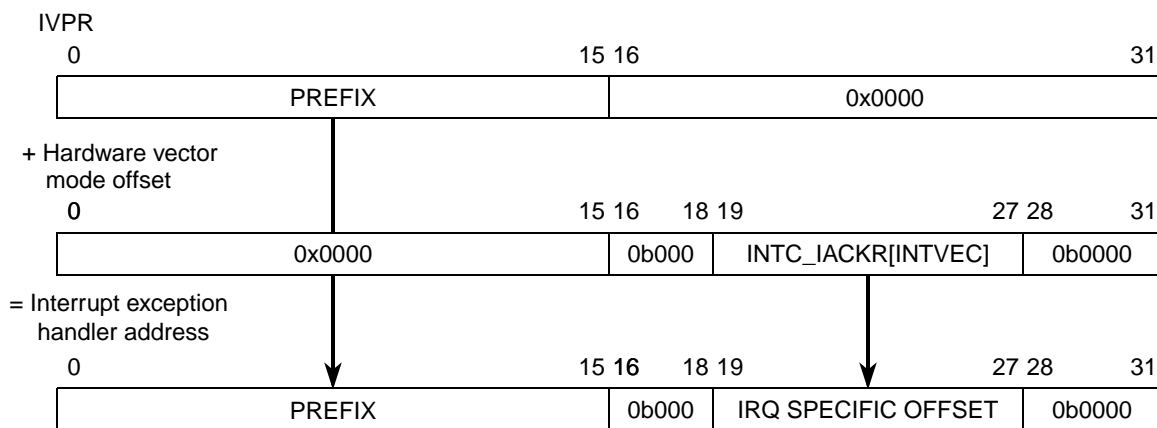 IVPR
0 15 16 31
PREFIX 0x0000
+ Hardware vector
mode offset
0 15 16 18 19 27 28 31
0x0000 0b000 INTC_IACKR[INTVEC] 0b0000
= Interrupt exception
handler address
0 15 16 18 19 27 28 31
PREFIX 0b000 IRQ SPECIFIC OFFSET 0b0000